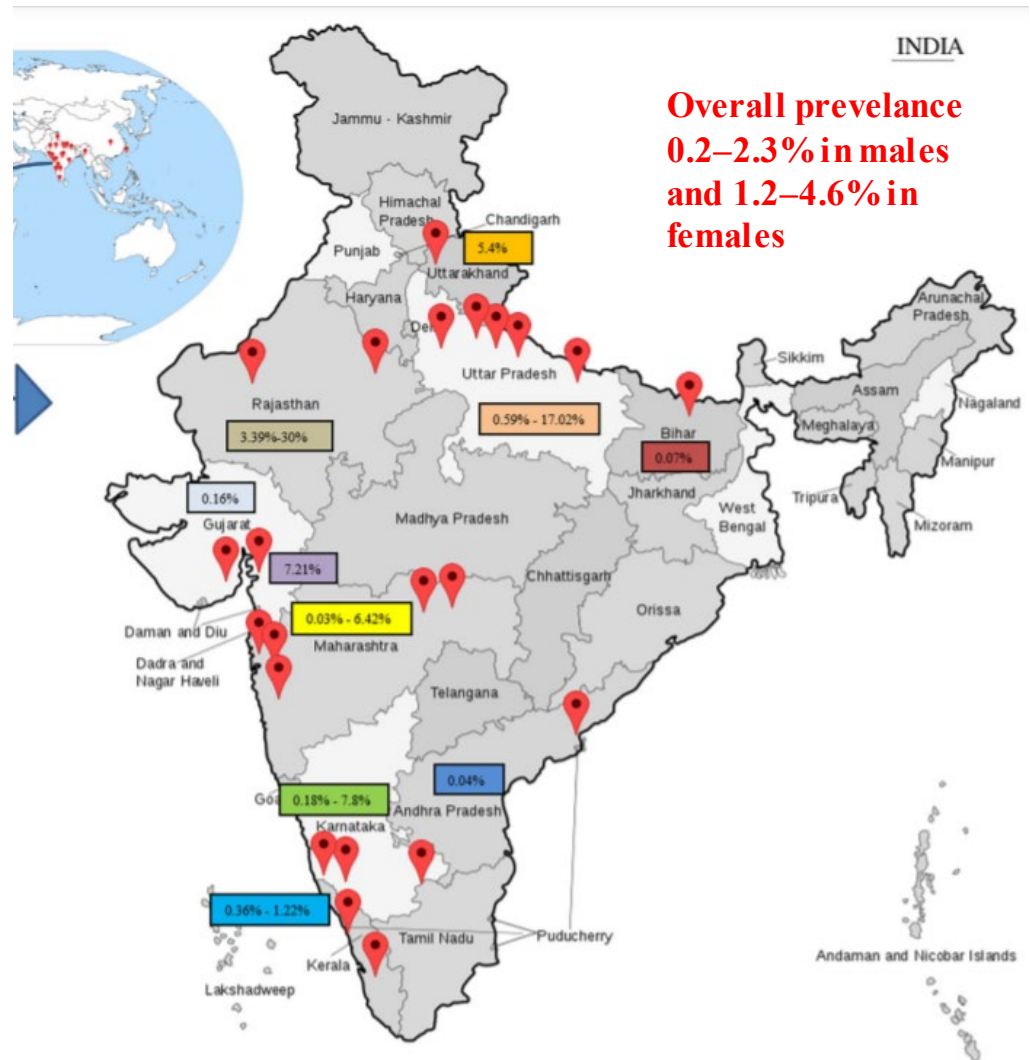 INDIA
Overall prevelance
0.2–2.3% in males
and 1.2–4.6% in
females
Jammu - Kashmir
Himachal
Pradesh
Chandigarh
Punjab
5.4%
Uttarakhand
Haryana
Arunachal
Pradesh
Sikkim
Uttar Pradesh
Assam
Rajasthan
Nagaland
0.59% - 17.02%
Meghalaya
Bihar
3.39%-30%
0.07%
Manipur
0.16%
Jharkhand
Tripura
West
Bengal
Gujarat
Madhya Pradesh
Mizoram
7.21%
Chhattisgarh
Orissa
0.03% - 6.42%
Daman and Diu
Maharashtra
Dadra and
Nagar Haveli
Telangana
0.04%
Goa
0.18% - 7.8%
Andhra Pradesh
Karnataka
0.36% - 1.22%
Tamil Nadu
Puducherry
Kerala
Andaman and Nicobar Islands
Lakshadweep